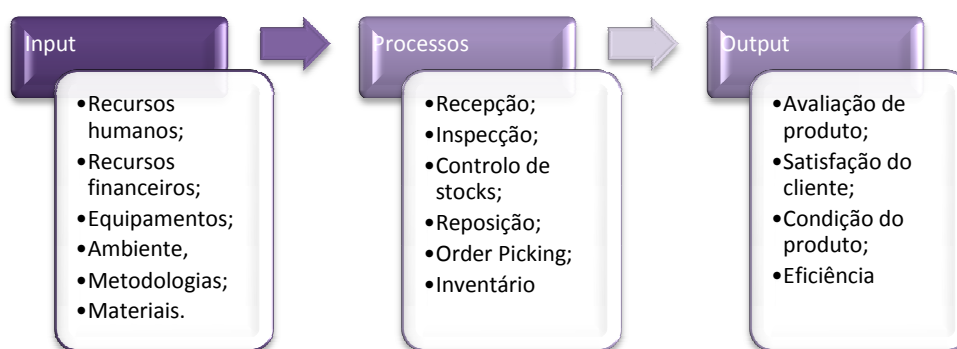 Input
•Recursos
humanos;
•Recursos
financeiros;
•Equipamentos;
•Ambiente,
•Metodologias;
•Materiais.
Processos
•Recepção;
•Inspecção;
•Controlo de
stocks;
•Reposição;
•Order Picking;
•Inventário
Output
•Avaliação de
produto;
•Satisfação do
cliente;
•Condição do
produto;
•Eficiência